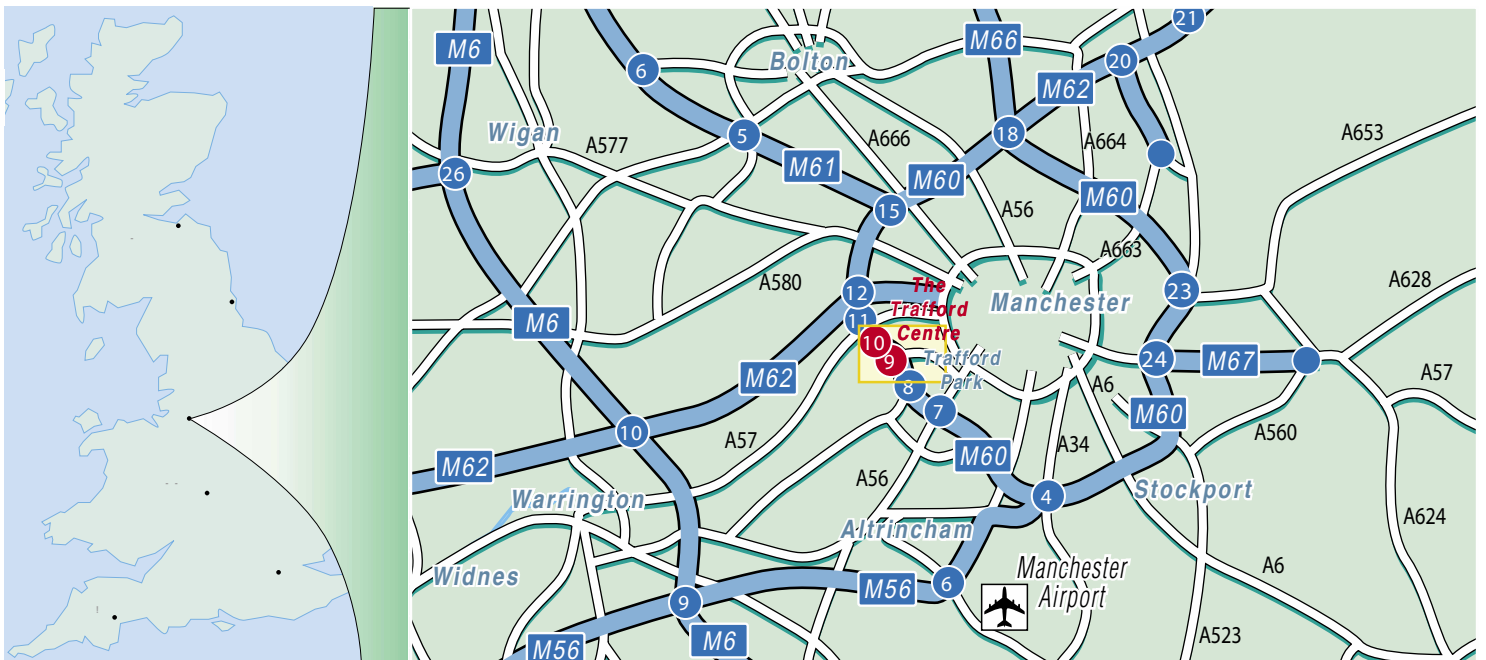 21
M6
M66
6
Bolton
20
M62
Wigan
5
A666
18
A664
A653
A577
26
M61
M60
M60
15
A56
A663
A580
12
The
Trafford
Centre
Manchester
23
A628
M6
11
10
9
Trafford
Park
24
M67
M62
8
A6
A57
7
M60
10
A57
A34
A560
M62
M60
A56
4
Stockport
Warrington
A624
Altrincham
Widnes
Manchester
Airport
A6
M56
6
9
M6
A523
M56